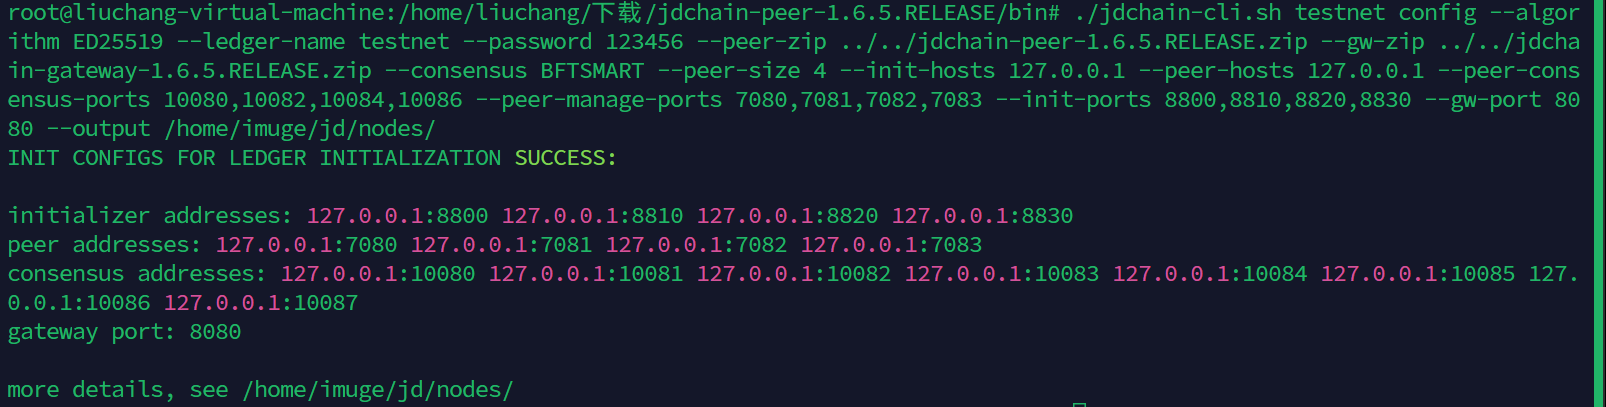 root@liuchang-virtual-machine:/home/liuchang/下载/jdchain-peer-1.6.5.RELEASE/bin# ./jdchain-cli.sh testnet config --algor
ithm ED25519 --ledger-name testnet --password 123456 --peer-zip ../../jdchain-peer-1.6.5.RELEASE.zip --gw-zip ../../jdcha
in-gateway-1.6.5.RELEASE.zip --consensus BFTSMART --peer-size 4 --init-hosts 127.0.0.1 --peer-hosts 127.0.0.1 --peer-cons
ensus-ports 10080,10082,10084,10086 --peer-manage-ports 7080,7081,7082,7083 --init-ports 8800,8810,8820,8830 --gw-port 80
80 --output /home/imuge/jd/nodes/
INIT CONFIGS FOR LEDGER INITIALIZATION SUCCESS:
initializer addresses: 127.0.0.1:8800 127.0.0.1:8810 127.0.0.1:8820 127.0.0.1:8830
peer addresses: 127.0.0.1:7080 127.0.0.1:7081 127.0.0.1:7082 127.0.0.1:7083
consensus addresses: 127.0.0.1:10080 127.0.0.1:10081 127.0.0.1:10082 127.0.0.1:10083 127.0.0.1:10084 127.0.0.1:10085 127.
0.0.1:10086 127.0.0.1:10087
gateway port: 8080
more details, see /home/imuge/jd/nodes/